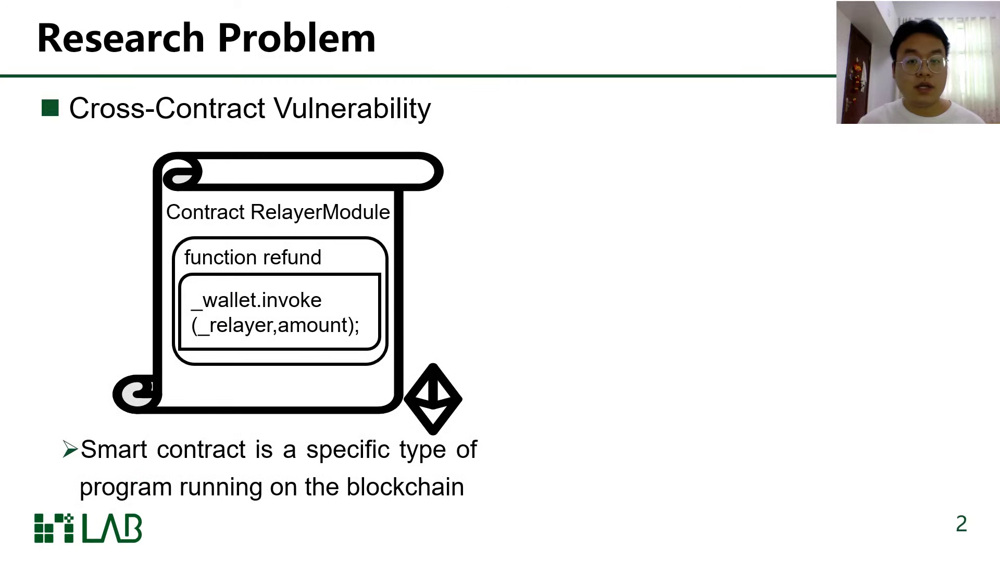 Research Problem
Cross-Contract Vulnerability
Contract RelayerModule
function refund
_wallet.invoke
(_relayer,amount);
Smart contract is a specific type of
program running on the blockchain
LAB
2